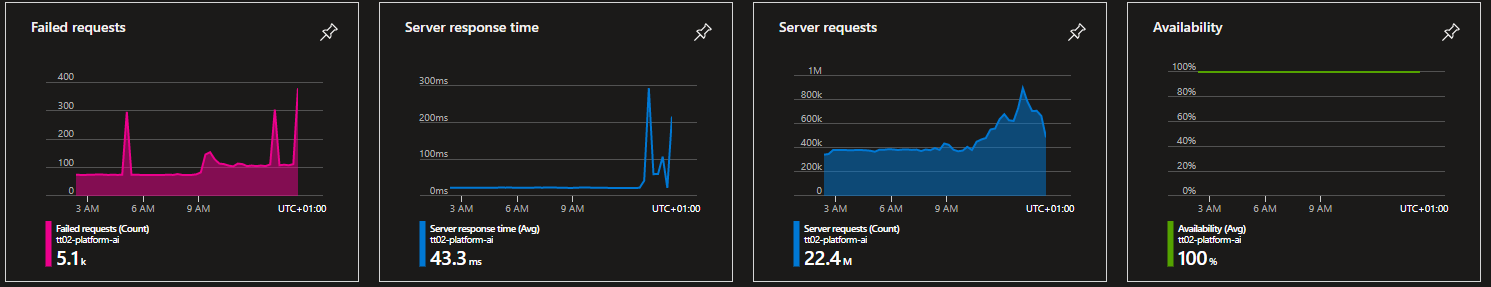 Failed requests
400
300
200
100
0
3 AM 6 AM 9 AM UTC+01:00
Failed requests (Count)
tt02-platform-ai
5.1 k
Server response time
300ms
200ms
100ms
0ms
3 AM 6 AM 9 AM UTC+01:00
Server response time (Avg)
tt02-platform-ai
43.3 ms
Server requests
1M
800k
600k
400k
200k
0
3 AM 6 AM 9 AM UTC+01:00
Server requests (Count)
tt02-platform-ai
22.4 M
Availability
100%
80%
60%
40%
20%
0%
3 AM 6 AM 9 AM UTC+01:00
Availability (Avg)
tt02-platform-ai
100 %